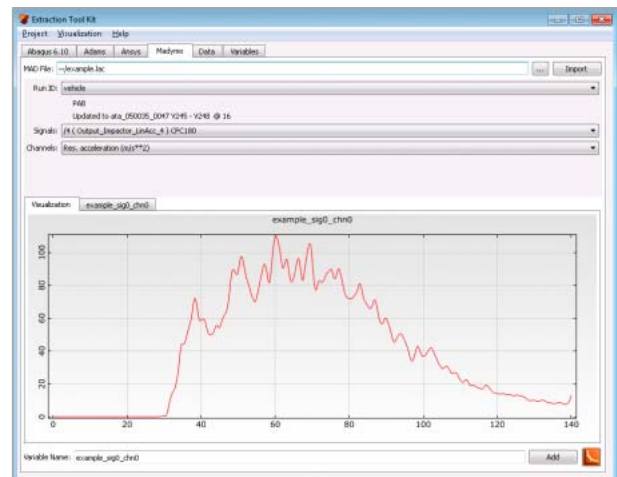 Extraction Tool Kit
Project Visualization Help
Abaqus 6.10 Adams Ansys Madymo Data Variables
MAD File: ~/example.lac ... Import
Run ID: vehicle
PAB
Updated to ata_050035_0047 V245 - V248 @ 16
Signals: /4 ( Output_Impactor_LinAcc_4 ) CFC180
Channels: Res. acceleration (m/s**2)
Visualization example_sig0_chn0
example_sig0_chn0
100
80
60
40
20
0
0 20 40 60 80 100 120 140
Variable Name: example_sig0_chn0 Add